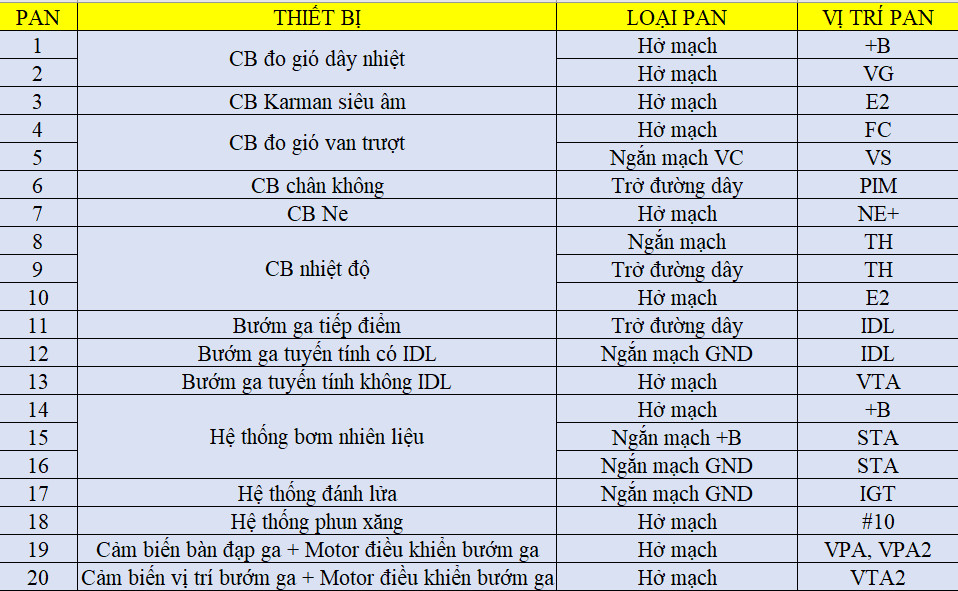 PAN THIẾT BỊ LOẠI PAN VỊ TRÍ PAN
1 CB đo gió dây nhiệt Hở mạch +B
2 Hở mạch VG
3 CB Karman siêu âm Hở mạch E2
4 CB đo gió van trượt Hở mạch FC
5 Ngắn mạch VC VS
6 CB chân không Trở đường dây PIM
7 CB Ne Hở mạch NE+
8 CB nhiệt độ Ngắn mạch TH
9 Trở đường dây TH
10 Hở mạch E2
11 Bướm ga tiếp điểm Trở đường dây IDL
12 Bướm ga tuyến tính có IDL Ngắn mạch GND IDL
13 Bướm ga tuyến tính không IDL Hở mạch VTA
14 Hệ thống bơm nhiên liệu Hở mạch +B
15 Ngắn mạch +B STA
16 Ngắn mạch GND STA
17 Hệ thống đánh lửa Ngắn mạch GND IGT
18 Hệ thống phun xăng Hở mạch #10
19 Cảm biến bàn đạp ga + Motor điều khiển bướm ga Hở mạch VPA, VPA2
20 Cảm biến vị trí bướm ga + Motor điều khiển bướm ga Hở mạch VTA2